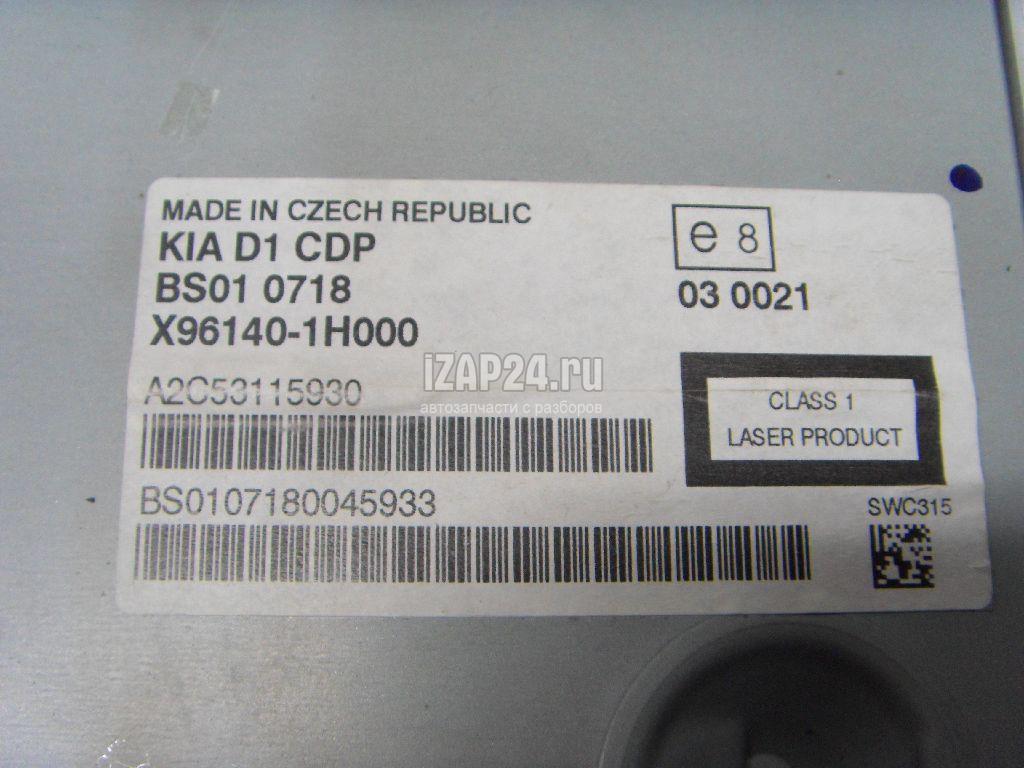 MADE IN CZECH REPUBLIC
KIA D1 CDP
BS01 0718
X96140-1H000
e 8
03 0021
A2C53115930
iZAP24.ru
автозапчасти с разборов
CLASS 1
LASER PRODUCT
BS0107180045933
SWC315